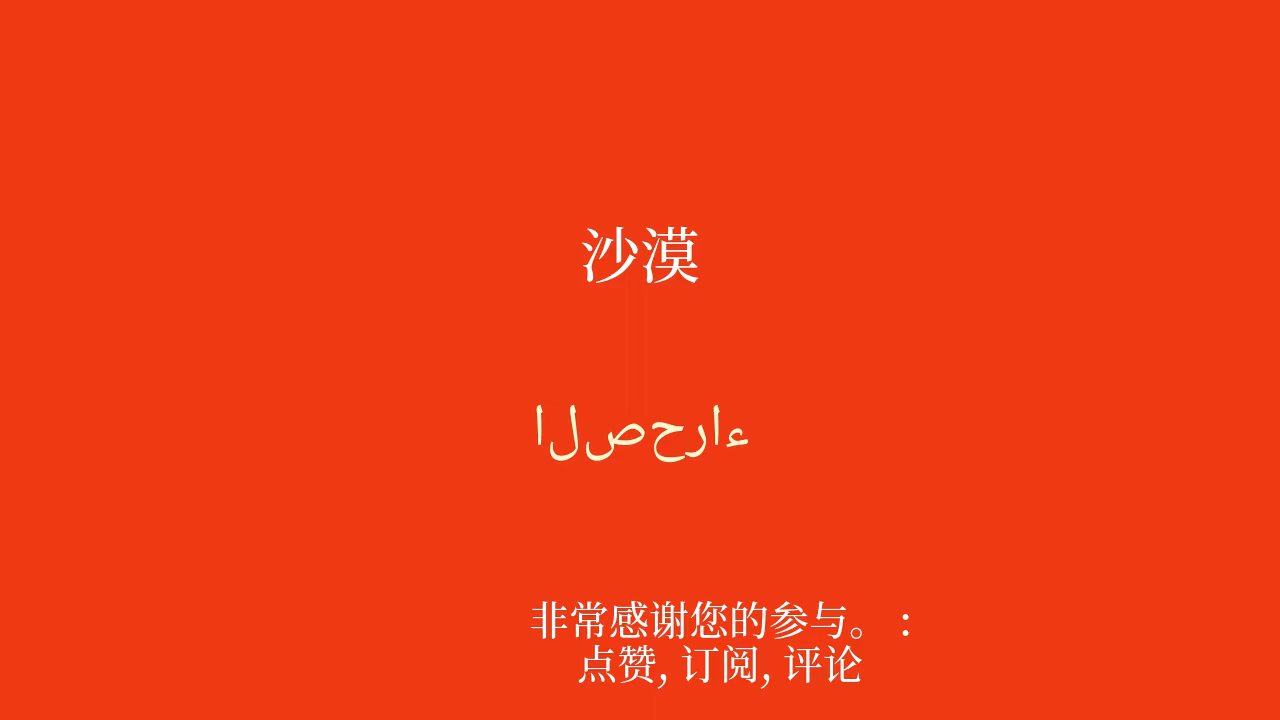 沙漠
الصحراء
非常感谢您的参与。 :
点赞, 订阅, 评论